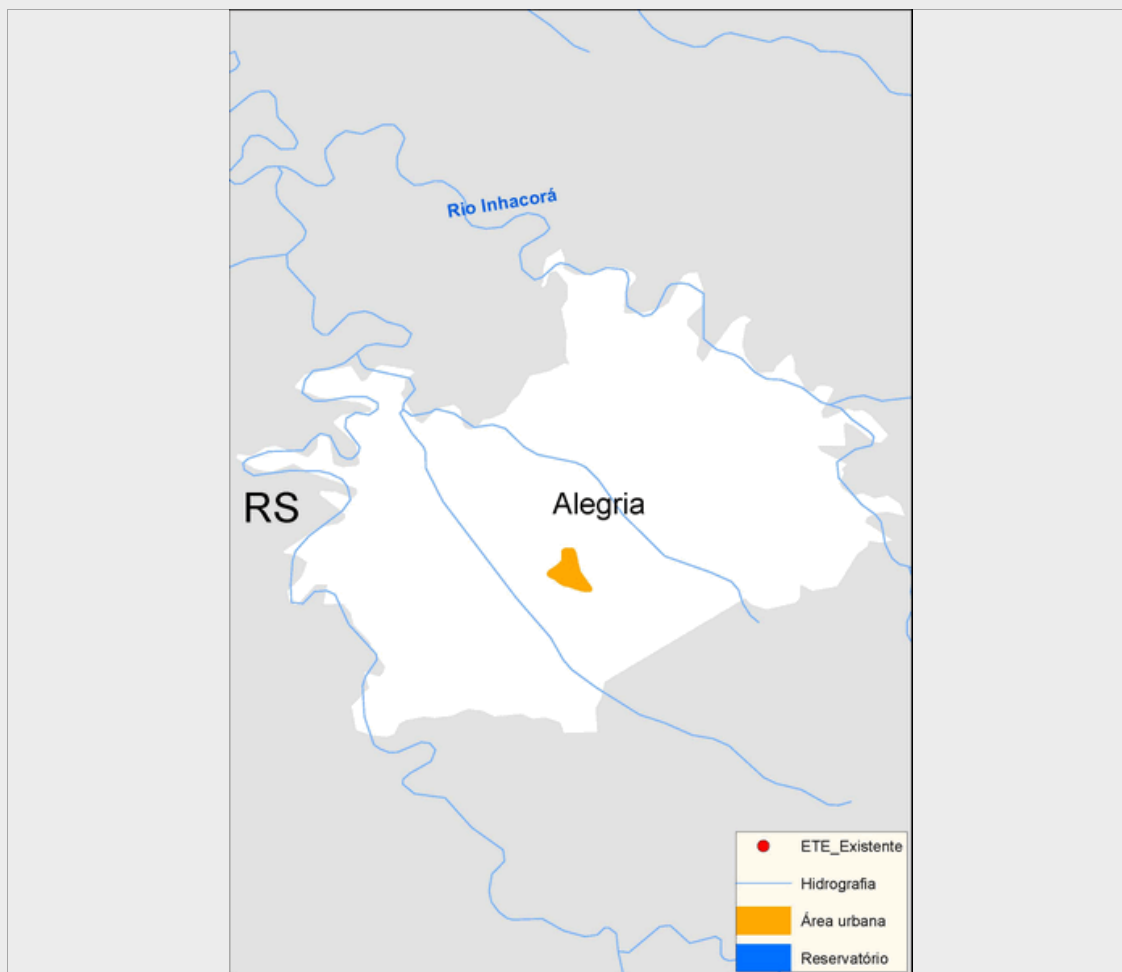 Rio Inhacorá
RS
Alegria
ETE_Existente
Hidrografia
Área urbana
Reservatório